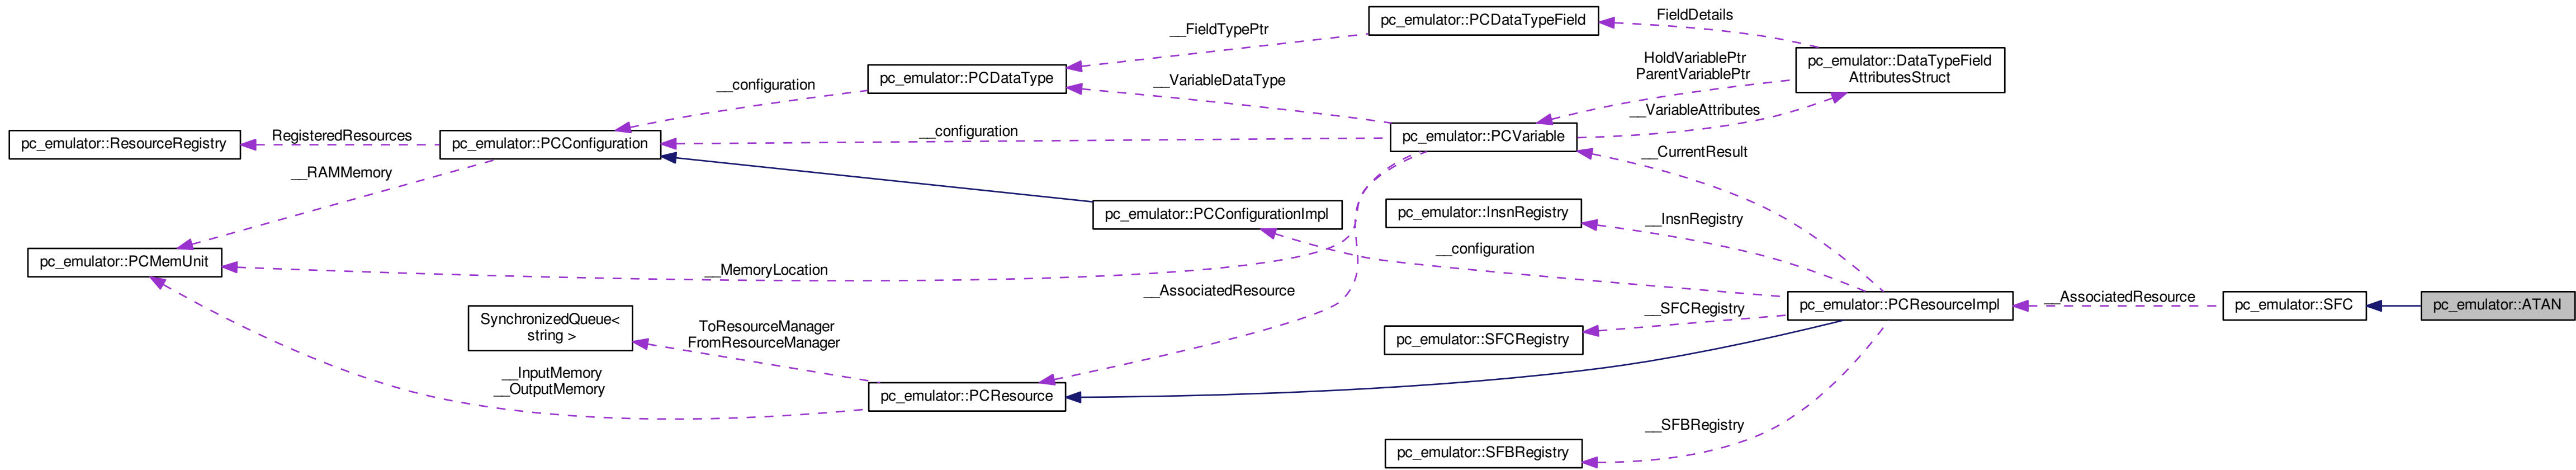 pc_emulator::PCDataTypeField
FieldDetails
__FieldTypePtr
HoldVariablePtr
ParentVariablePtr
pc_emulator::DataTypeField
AttributesStruct
pc_emulator::PCDataType
__VariableDataType
__configuration
__VariableAttributes
RegisteredResources
__configuration
pc_emulator::PCVariable
pc_emulator::ResourceRegistry
pc_emulator::PCConfiguration
__CurrentResult
__RAMMemory
pc_emulator::PCConfigurationImpl
pc_emulator::InsnRegistry
__InsnRegistry
__configuration
pc_emulator::PCMemUnit
__MemoryLocation
__AssociatedResource
__AssociatedResource
pc_emulator::PCResourceImpl
pc_emulator::SFC
pc_emulator::ATAN
__SFCRegistry
SynchronizedQueue<
string >
ToResourceManager
FromResourceManager
pc_emulator::SFCRegistry
__InputMemory
__OutputMemory
pc_emulator::PCResource
__SFBRegistry
pc_emulator::SFBRegistry